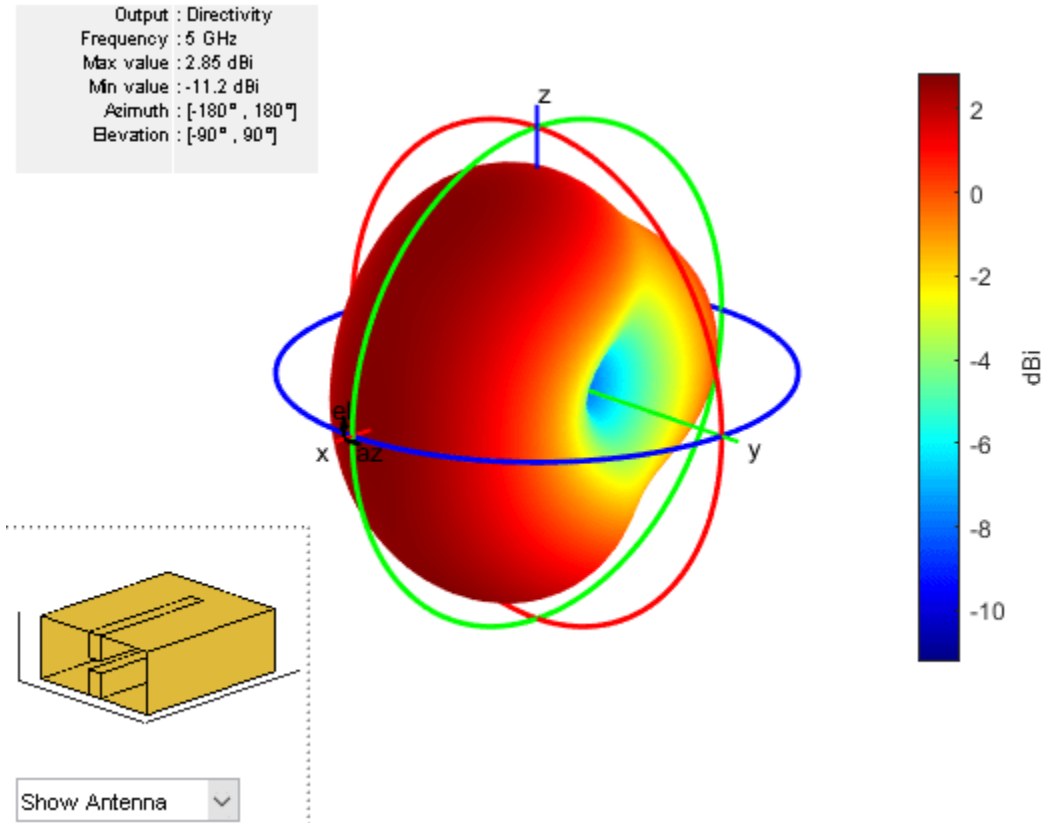 Output : Directivity
Frequency : 5 GHz
Max value : 2.85 dBi
Min value : -11.2 dBi
Azimuth : [-180° , 180°]
Elevation : [-90° , 90°]
z
2
0
-2
-4
-6
-8
-10
dBi
el
x
az
y
Show Antenna